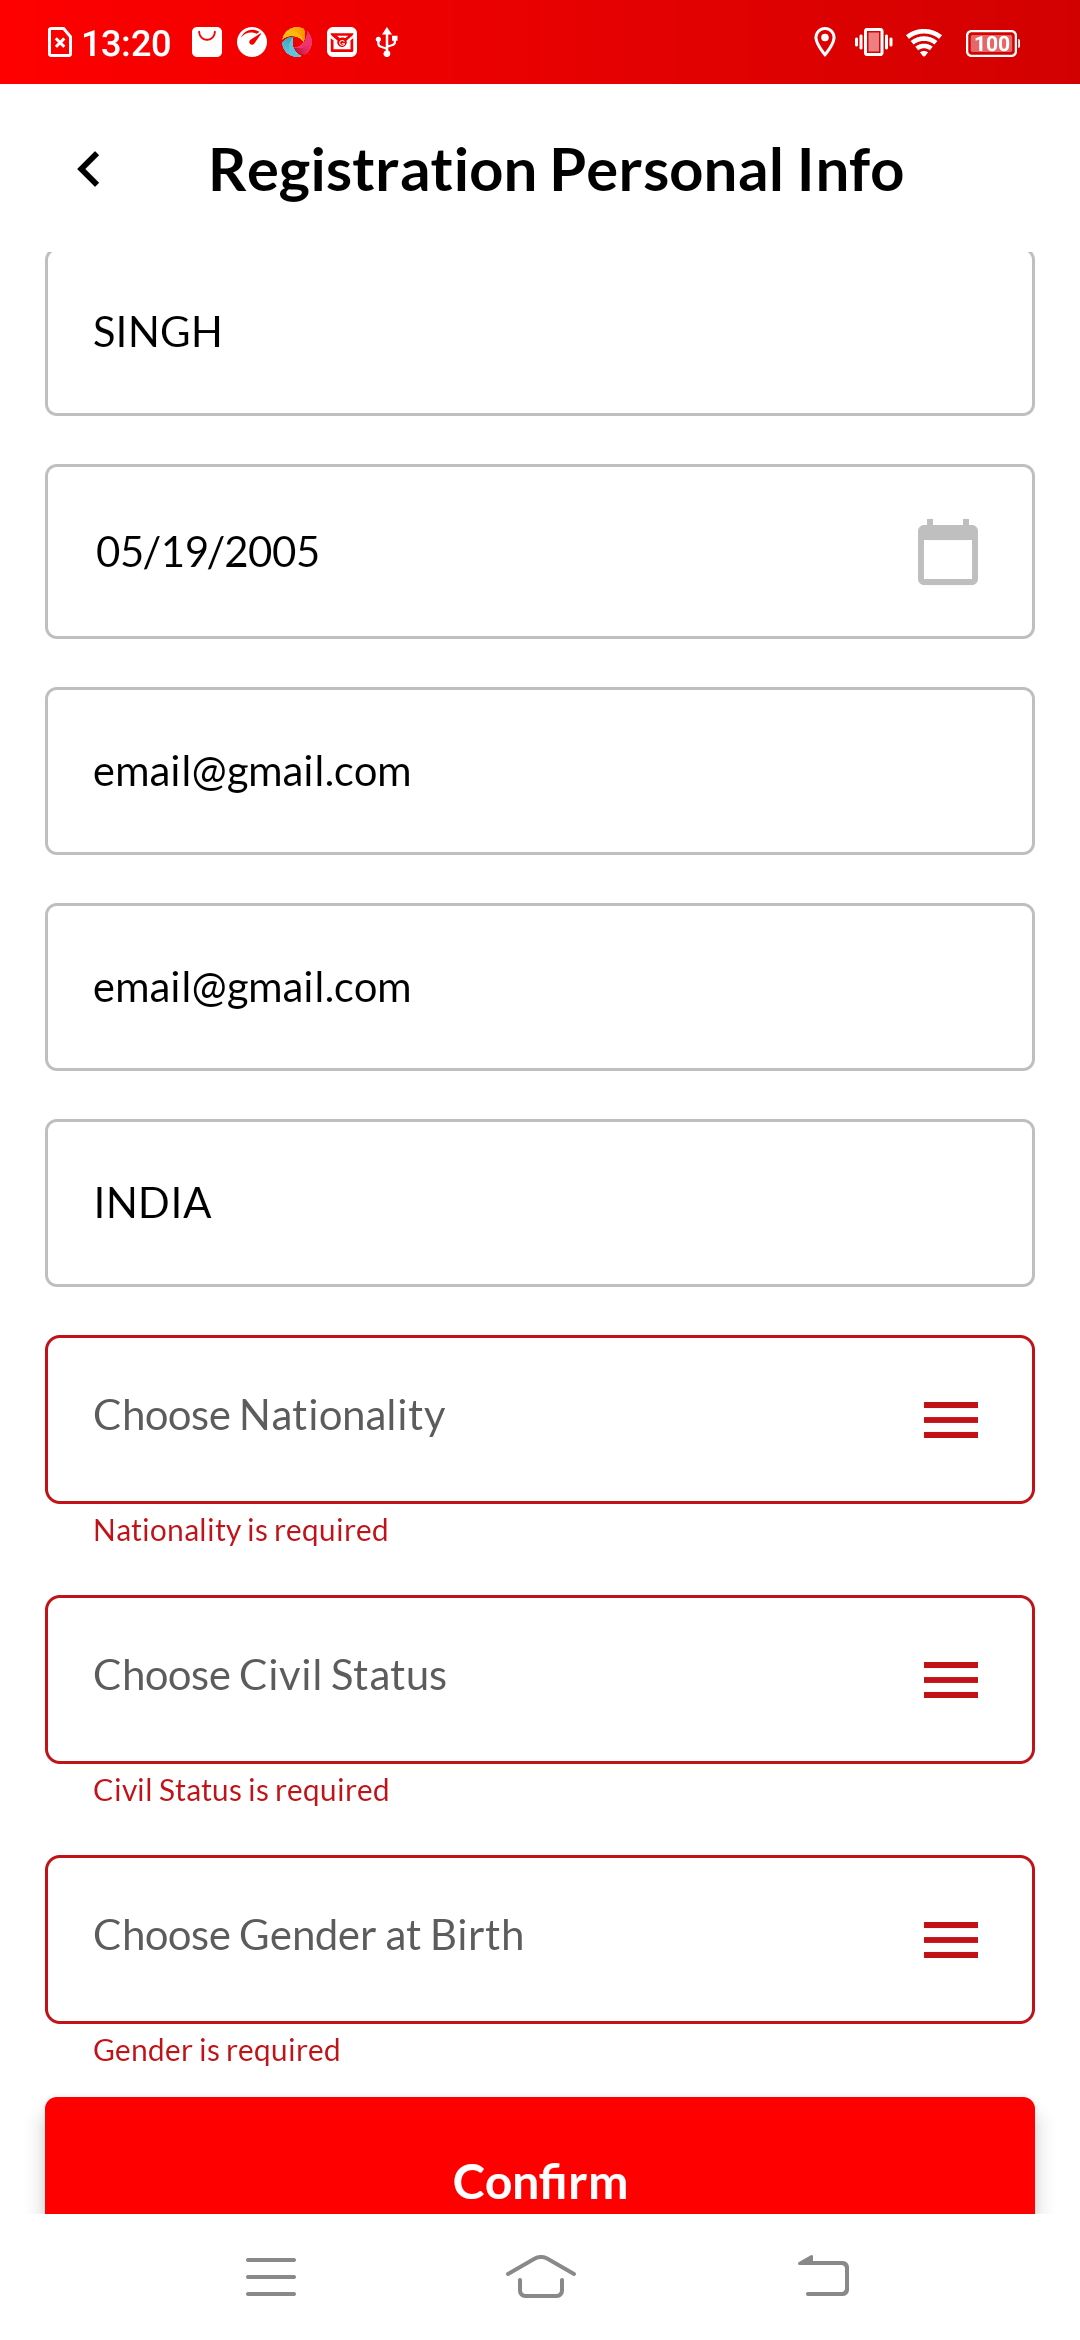 13:20
100
Registration Personal Info
SINGH
05/19/2005
email@gmail.com
email@gmail.com
INDIA
Choose Nationality
Nationality is required
Choose Civil Status
Civil Status is required
Choose Gender at Birth
Gender is required
Confirm